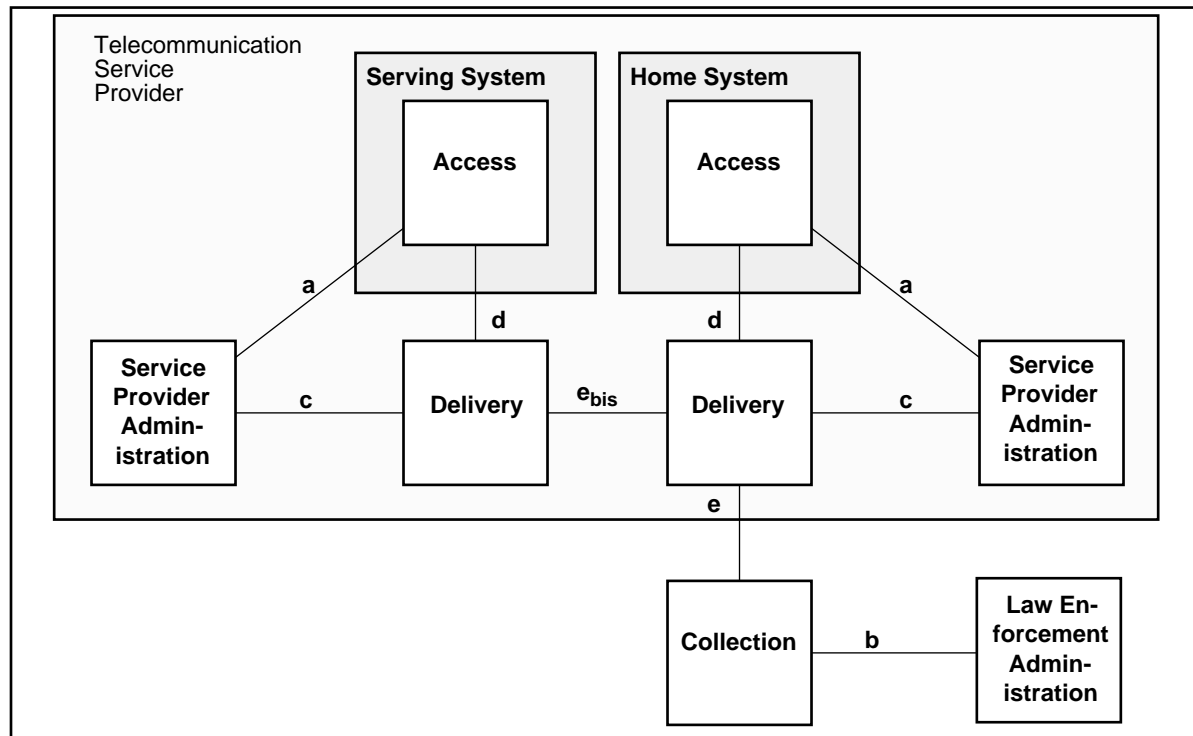 Telecommunication
Service
Provider
Serving System
Home System
Access
Access
a
a
d
d
Service
Provider
Admin-
istration
c
Delivery
ebis
Delivery
c
Service
Provider
Admin-
istration
e
Collection
b
Law En-
forcement
Admin-
istration